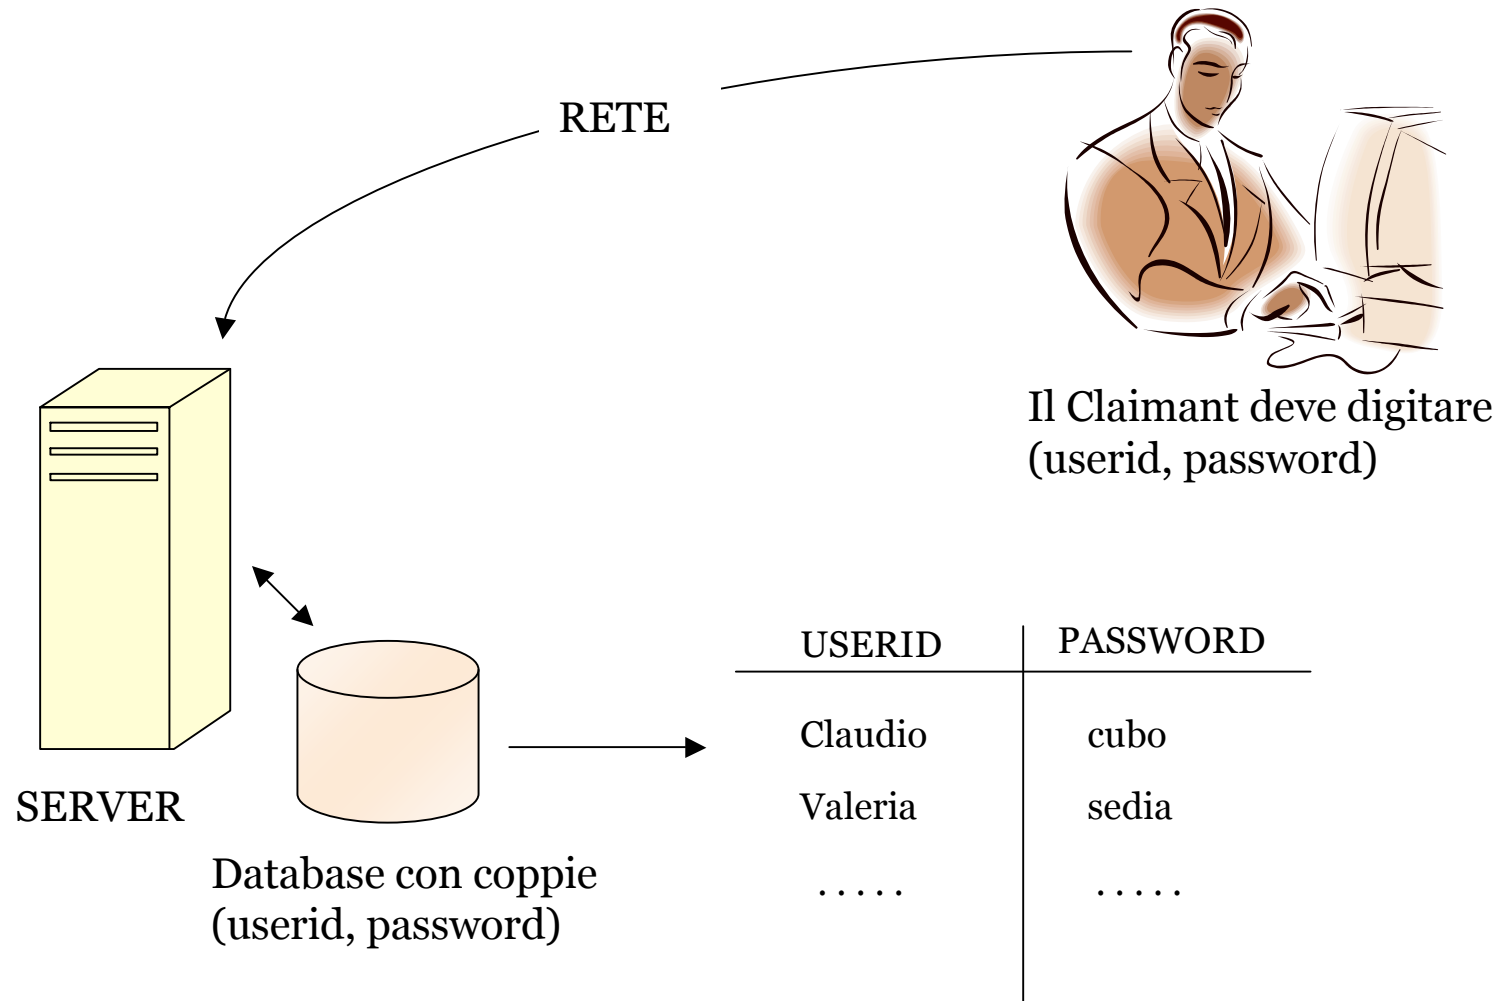 RETE
Il Claimant deve digitare
(userid, password)
SERVER
Database con coppie
(userid, password)
USERID PASSWORD
Claudio cubo
Valeria sedia
. . . . . . . . . .